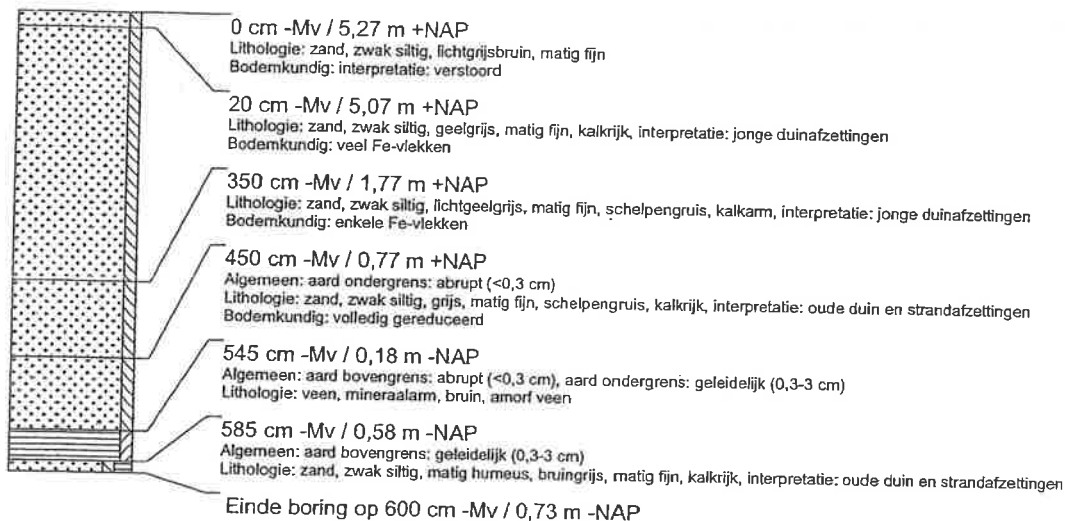 0 cm -Mv / 5,27 m +NAP
Lithologie: zand, zwak siltig, lichtgrijsbruin, matig fijn
Bodemkundig: interpretatie: verstoord
20 cm -Mv / 5,07 m +NAP
Lithologie: zand, zwak siltig, geelgrijs, matig fijn, kalkrijk, interpretatie: jonge duinafzettingen
Bodemkundig: veel Fe-vlekken
350 cm -Mv / 1,77 m +NAP
Lithologie: zand, zwak siltig, lichtgeelgrijs, matig fijn, schelpengruis, kalkarm, interpretatie: jonge duinafzettingen
Bodemkundig: enkele Fe-vlekken
450 cm -Mv / 0,77 m +NAP
Algemeen: aard ondergrens: abrupt (<0,3 cm)
Lithologie: zand, zwak siltig, grijs, matig fijn, schelpengruis, kalkrijk, interpretatie: oude duin en strandafzettingen
Bodemkundig: volledig gereduceerd
545 cm -Mv / 0,18 m -NAP
Algemeen: aard bovengrens: abrupt (<0,3 cm), aard ondergrens: geleidelijk (0,3-3 cm)
Lithologie: veen, mineraalarm, bruin, amorf veen
585 cm -Mv / 0,58 m -NAP
Algemeen: aard bovengrens: geleidelijk (0,3-3 cm)
Lithologie: zand, zwak siltig, matig humeus, bruingrijs, matig fijn, kalkrijk, interpretatie: oude duin en strandafzettingen
Einde boring op 600 cm -Mv / 0,73 m -NAP